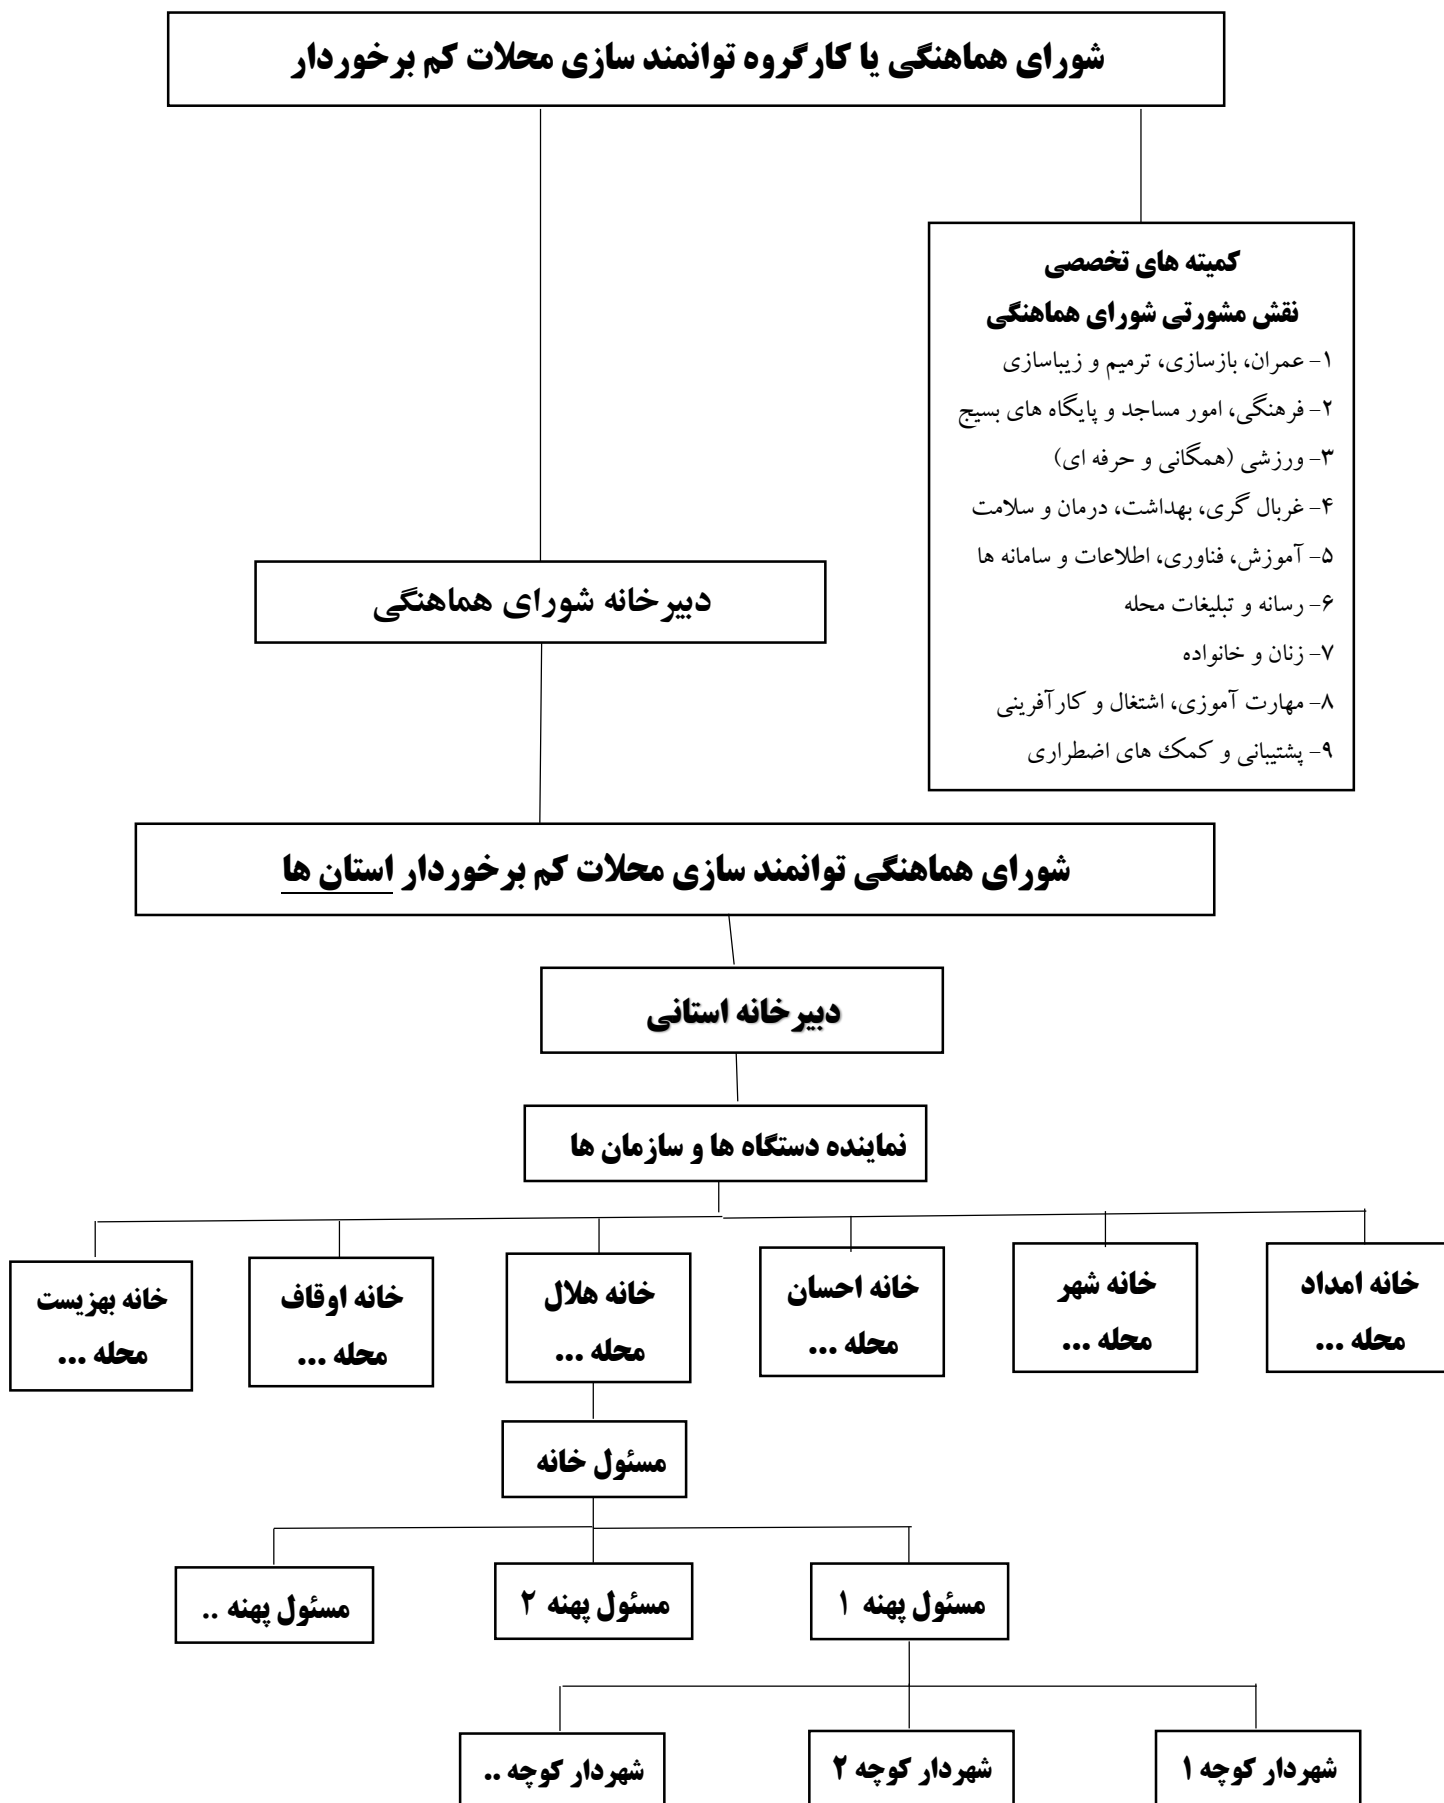 شورای هماهنگی یا کارگروه توانمند سازی محلات کم برخوردار
کمیته های تخصصی
نقش مشورتی شورای هماهنگی
۱- عمران، بازسازی، ترمیم و زیباسازی
۲- فرهنگی، امور مساجد و پایگاه های بسیج
۳- ورزشی (همگانی و حرفه ای)
۴- غربال گری، بهداشت، درمان و سلامت
۵- آموزش، فناوری، اطلاعات و سامانه ها
۶- رسانه و تبلیغات محله
۷- زنان و خانواده
۸- مهارت آموزی، اشتغال و کارآفرینی
۹- پشتیبانی و کمک های اضطراری
دبیرخانه شورای هماهنگی
شورای هماهنگی توانمند سازی محلات کم برخوردار استان ها
دبیرخانه استانی
نماینده دستگاه ها و سازمان ها
خانه امداد
محله ...
خانه شهر
محله ...
خانه احسان
محله ...
خانه هلال
محله ...
خانه اوقاف
محله ...
خانه بهزیست
محله ...
مسئول خانه
مسئول پهنه ۱
مسئول پهنه ۲
مسئول پهنه ..
شهردار کوچه ۱
شهردار کوچه ۲
شهردار کوچه ..